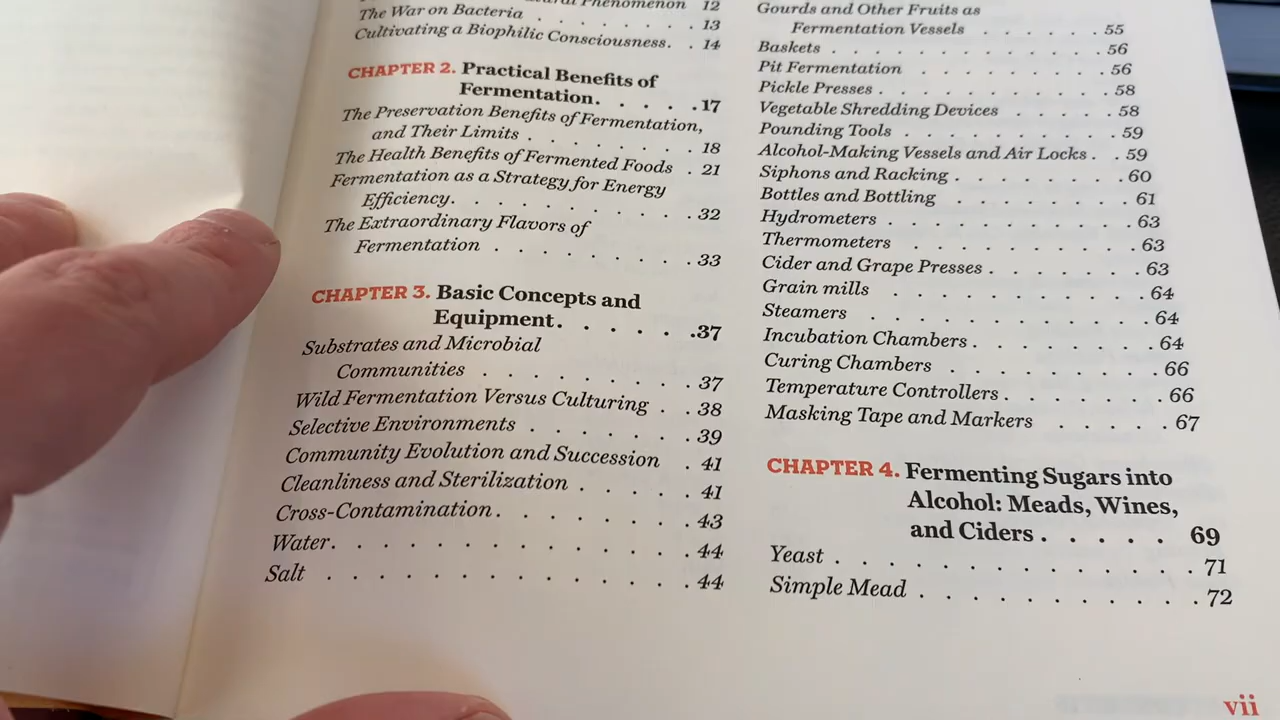 Phenomenon 12
The War on Bacteria . . . . . . . 13
Cultivating a Biophilic Consciousness. . 14
CHAPTER 2. Practical Benefits of
Fermentation. . . . . 17
The Preservation Benefits of Fermentation,
and Their Limits . . . . . . . . 18
The Health Benefits of Fermented Foods . 21
Fermentation as a Strategy for Energy
Efficiency. . . . . . . . . . . 32
The Extraordinary Flavors of
Fermentation . . . . . . . . . 33
CHAPTER 3. Basic Concepts and
Equipment. . . . . . .37
Substrates and Microbial
Communities . . . . . . . . . . 37
Wild Fermentation Versus Culturing . . 38
Selective Environments . . . . . . . 39
Community Evolution and Succession . 41
Cleanliness and Sterilization . . . . . 41
Cross-Contamination. . . . . . . . 43
Water. . . . . . . . . . . . . . 44
Salt . . . . . . . . . . . . . . 44
Gourds and Other Fruits as
Fermentation Vessels . . . . . . 55
Baskets . . . . . . . . . . . . . 56
Pit Fermentation . . . . . . . . . 56
Pickle Presses . . . . . . . . . . . 58
Vegetable Shredding Devices . . . . . 58
Pounding Tools . . . . . . . . . . 59
Alcohol-Making Vessels and Air Locks . . 59
Siphons and Racking . . . . . . . . 60
Bottles and Bottling . . . . . . . . 61
Hydrometers . . . . . . . . . . . 63
Thermometers . . . . . . . . . . 63
Cider and Grape Presses . . . . . . . 63
Grain mills . . . . . . . . . . . 64
Steamers . . . . . . . . . . . . 64
Incubation Chambers . . . . . . . . 64
Curing Chambers . . . . . . . . . 66
Temperature Controllers . . . . . . . 66
Masking Tape and Markers . . . . . 67
CHAPTER 4. Fermenting Sugars into
Alcohol: Meads, Wines,
and Ciders . . . . . 69
Yeast . . . . . . . . . . . . . . 71
Simple Mead . . . . . . . . . . . 72
vii